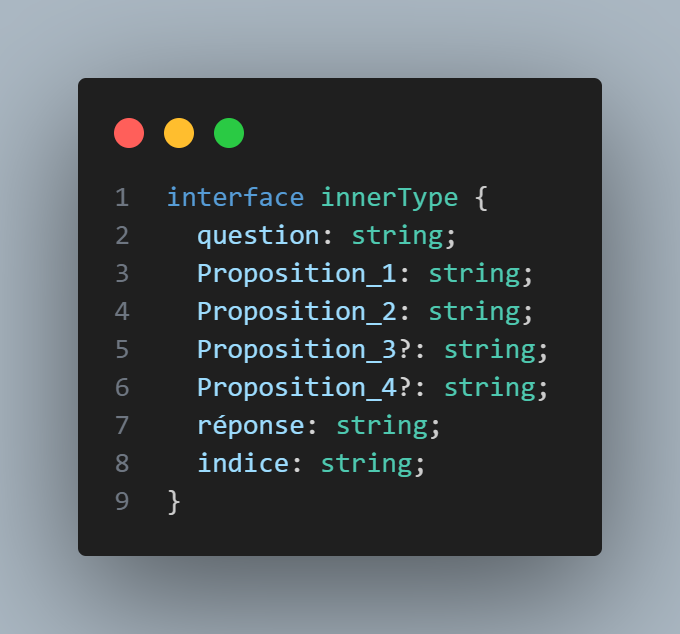 1 interface innerType {
2 question: string;
3 Proposition_1: string;
4 Proposition_2: string;
5 Proposition_3?: string;
6 Proposition_4?: string;
7 réponse: string;
8 indice: string;
9 }